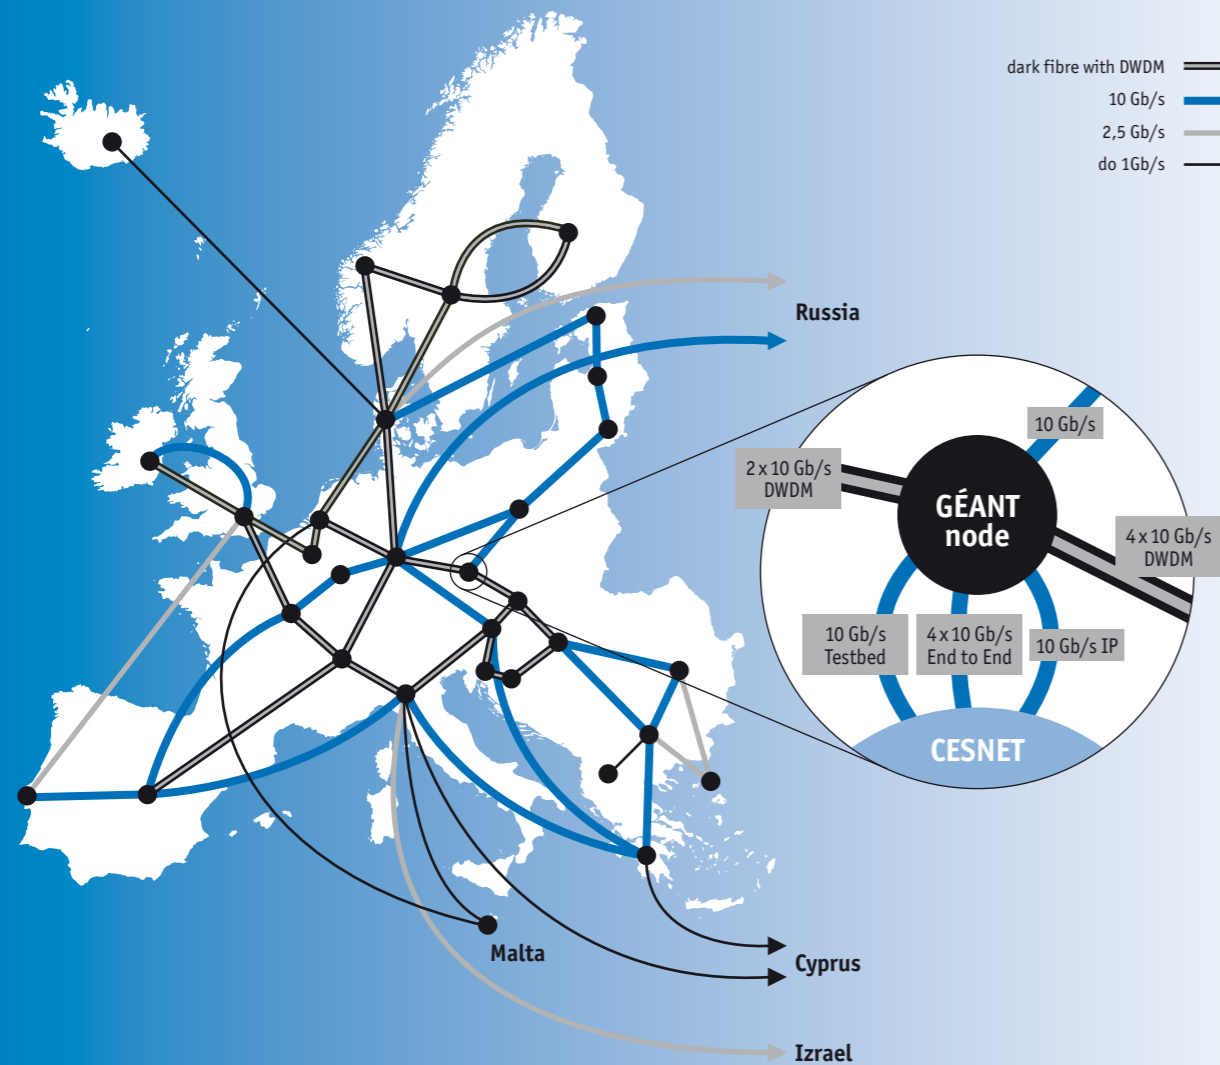 dark fibre with DWDM
10 Gb/s
2,5 Gb/s
do 1Gb/s
Russia
10 Gb/s
2 x 10 Gb/s
DWDM
GÉANT
node
4 x 10 Gb/s
DWDM
10 Gb/s
Testbed
4 x 10 Gb/s
End to End
10 Gb/s IP
CESNET
Malta
Cyprus
Izrael